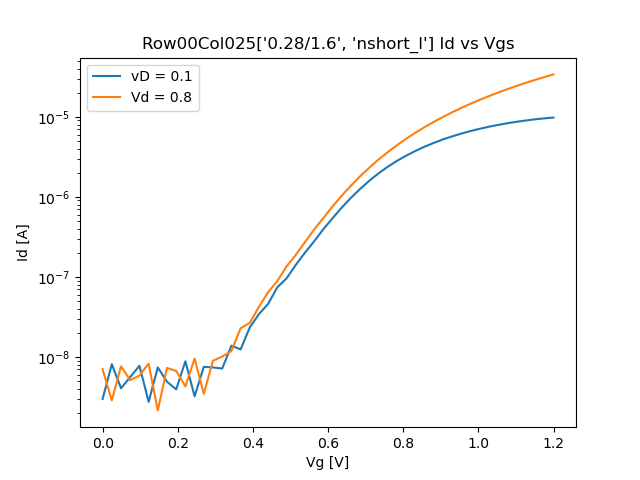 Row00Col025['0.28/1.6', 'nshort_l'] Id vs Vgs
vD = 0.1
Vd = 0.8
Id [A]
10^-5
10^-6
10^-7
10^-8
0.0 0.2 0.4 0.6 0.8 1.0 1.2
Vg [V]